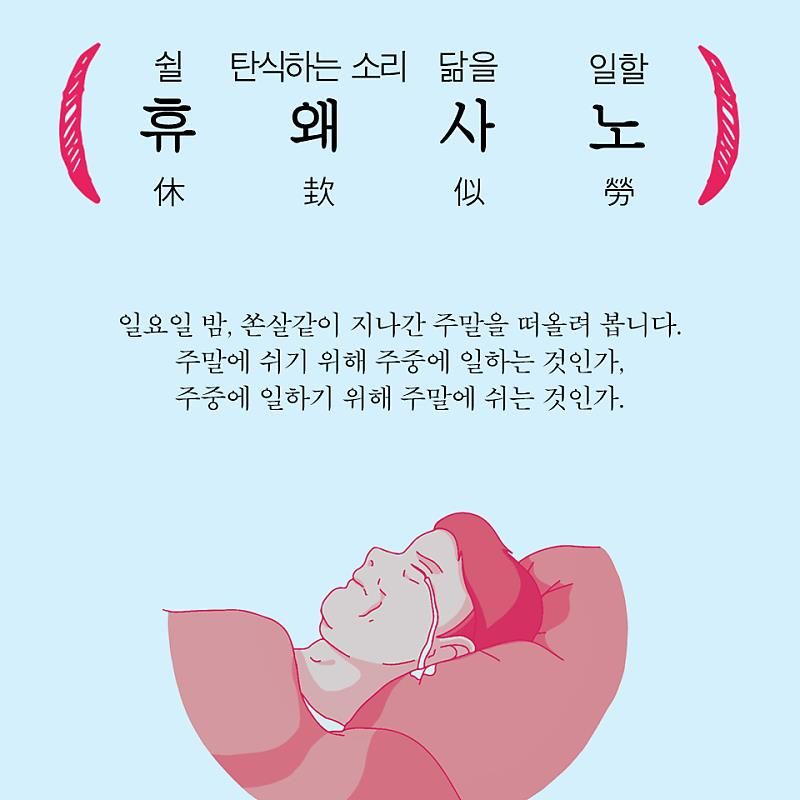 쉴 탄식하는 소리 닮을 일할
휴 왜 사 노
休 欸 似 勞
일요일 밤, 쏜살같이 지나간 주말을 떠올려 봅니다.
주말에 쉬기 위해 주중에 일하는 것인가,
주중에 일하기 위해 주말에 쉬는 것인가.